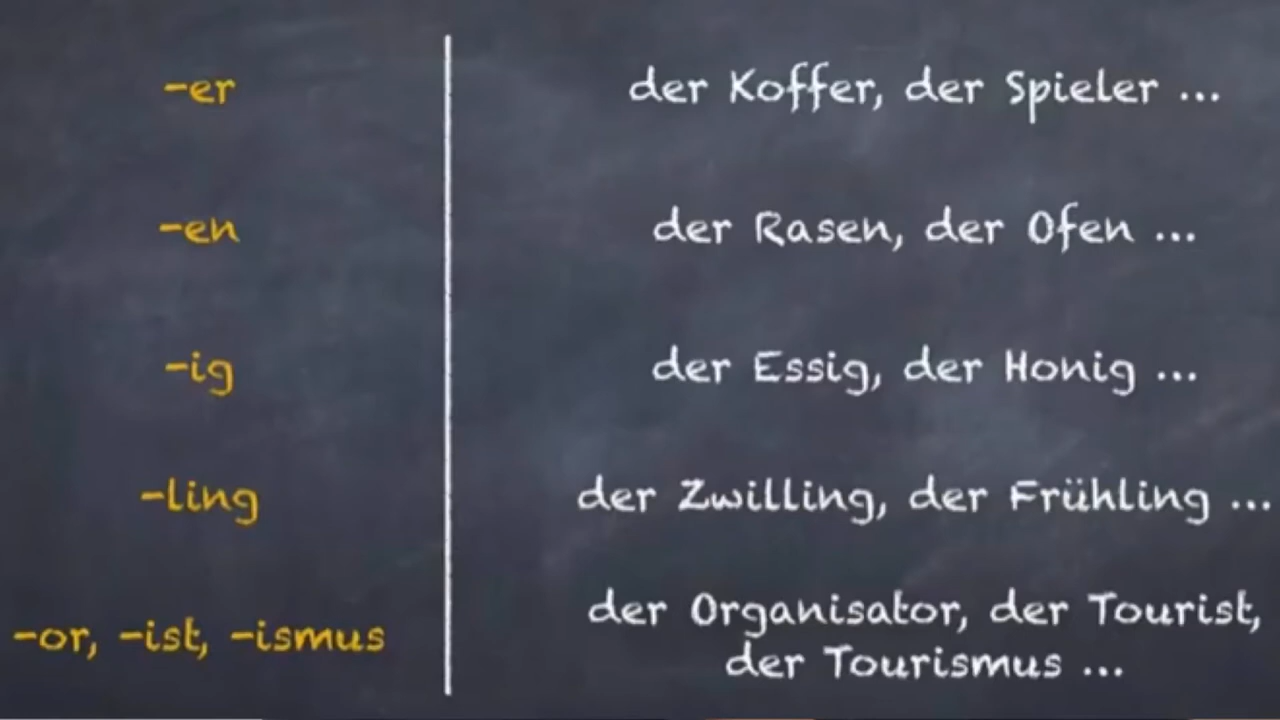 -er
der Koffer, der Spieler ...
-en
der Rasen, der Ofen ...
-ig
der Essig, der Honig ...
-ling
der Zwilling, der Frühling ...
-or, -ist, -ismus
der Organisator, der Tourist,
der Tourismus ...